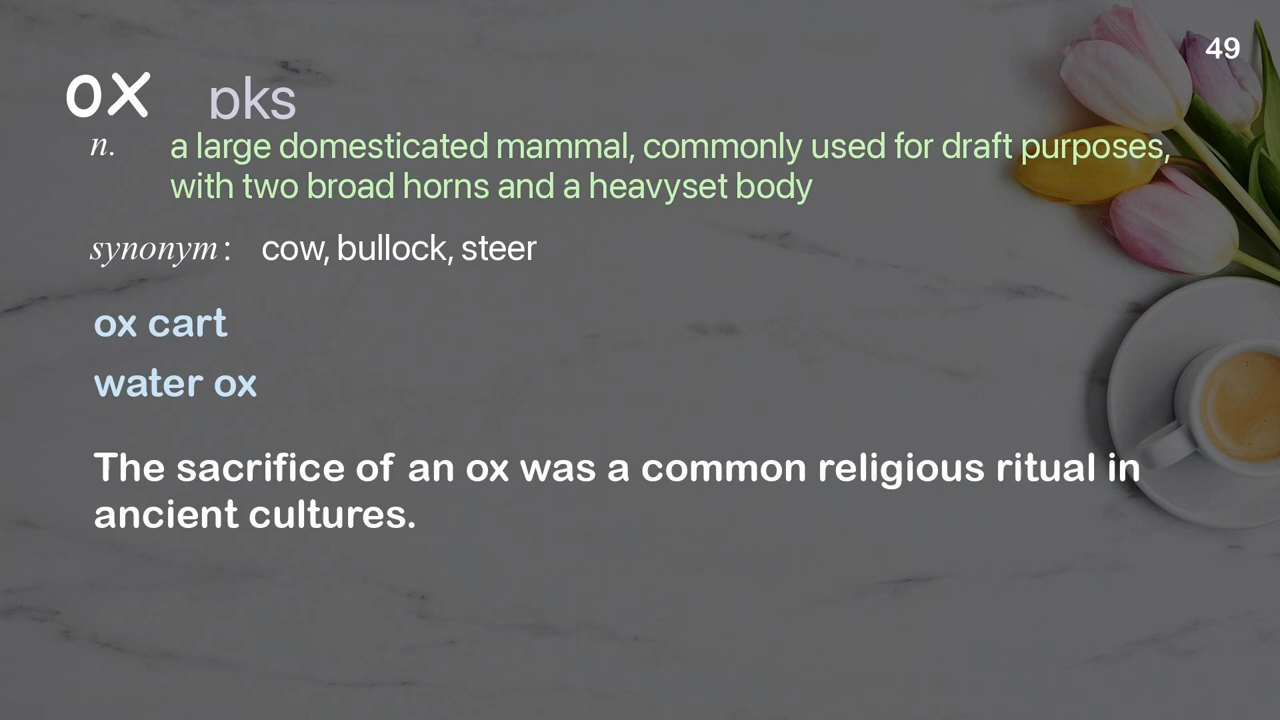 49
ox ɒks
n. a large domesticated mammal, commonly used for draft purposes,
with two broad horns and a heavyset body
synonym: cow, bullock, steer
ox cart
water ox
The sacrifice of an ox was a common religious ritual in
ancient cultures.